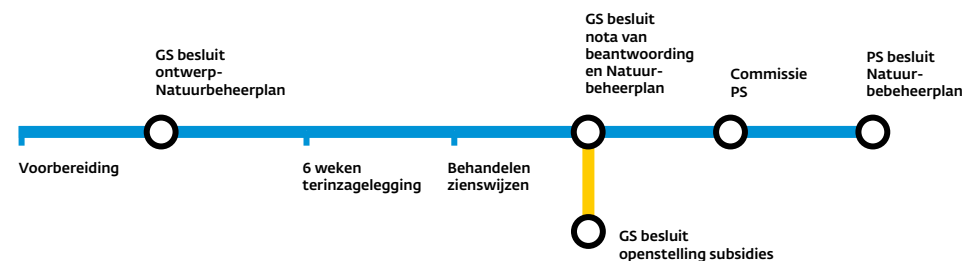 GS besluit
ontwerp-
Natuurbeheerplan
GS besluit
nota van
beantwoording
en Natuur-
beheerplan
Commissie
PS
PS besluit
Natuur-
bebeheerplan
Voorbereiding
6 weken
terinzagelegging
Behandelen
zienswijzen
GS besluit
openstelling subsidies